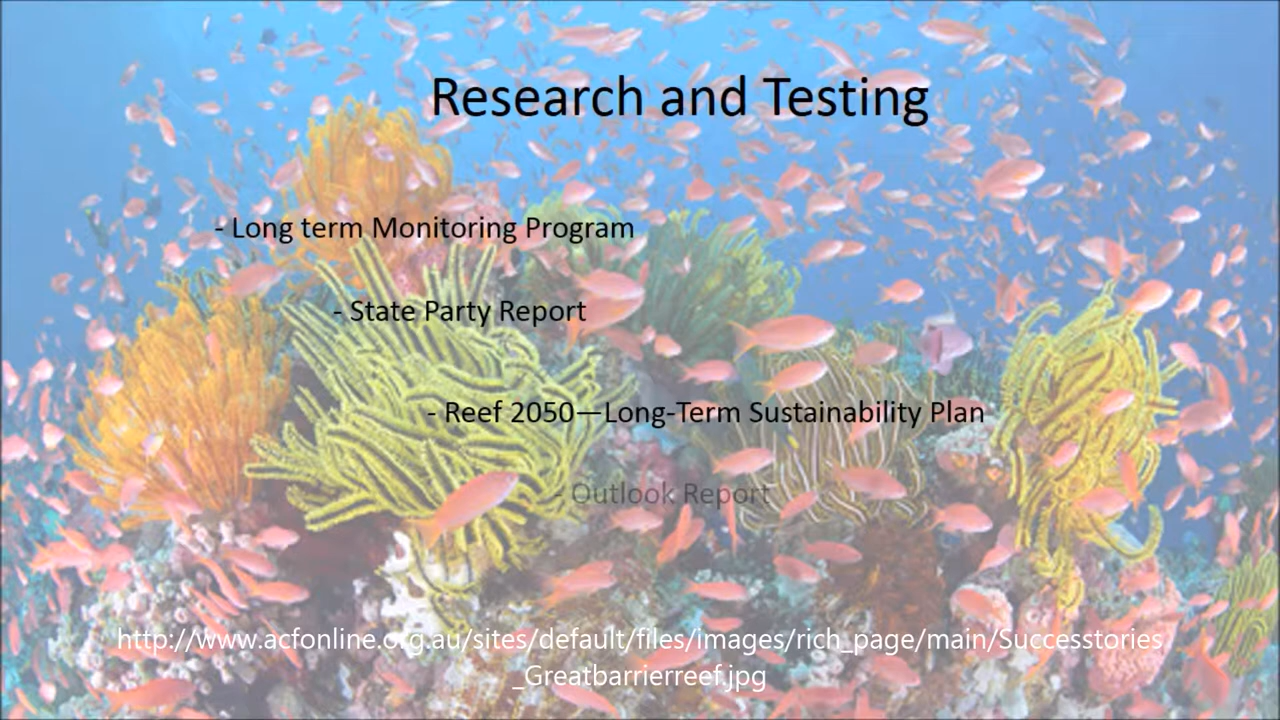 Research and Testing
- Long term Monitoring Program
- State Party Report
- Reef 2050—Long-Term Sustainability Plan
- Outlook Report
http://www.acfonline.org.au/sites/default/files/images/rich_page/main/Successtories
_Greatbarrierreef.jpg